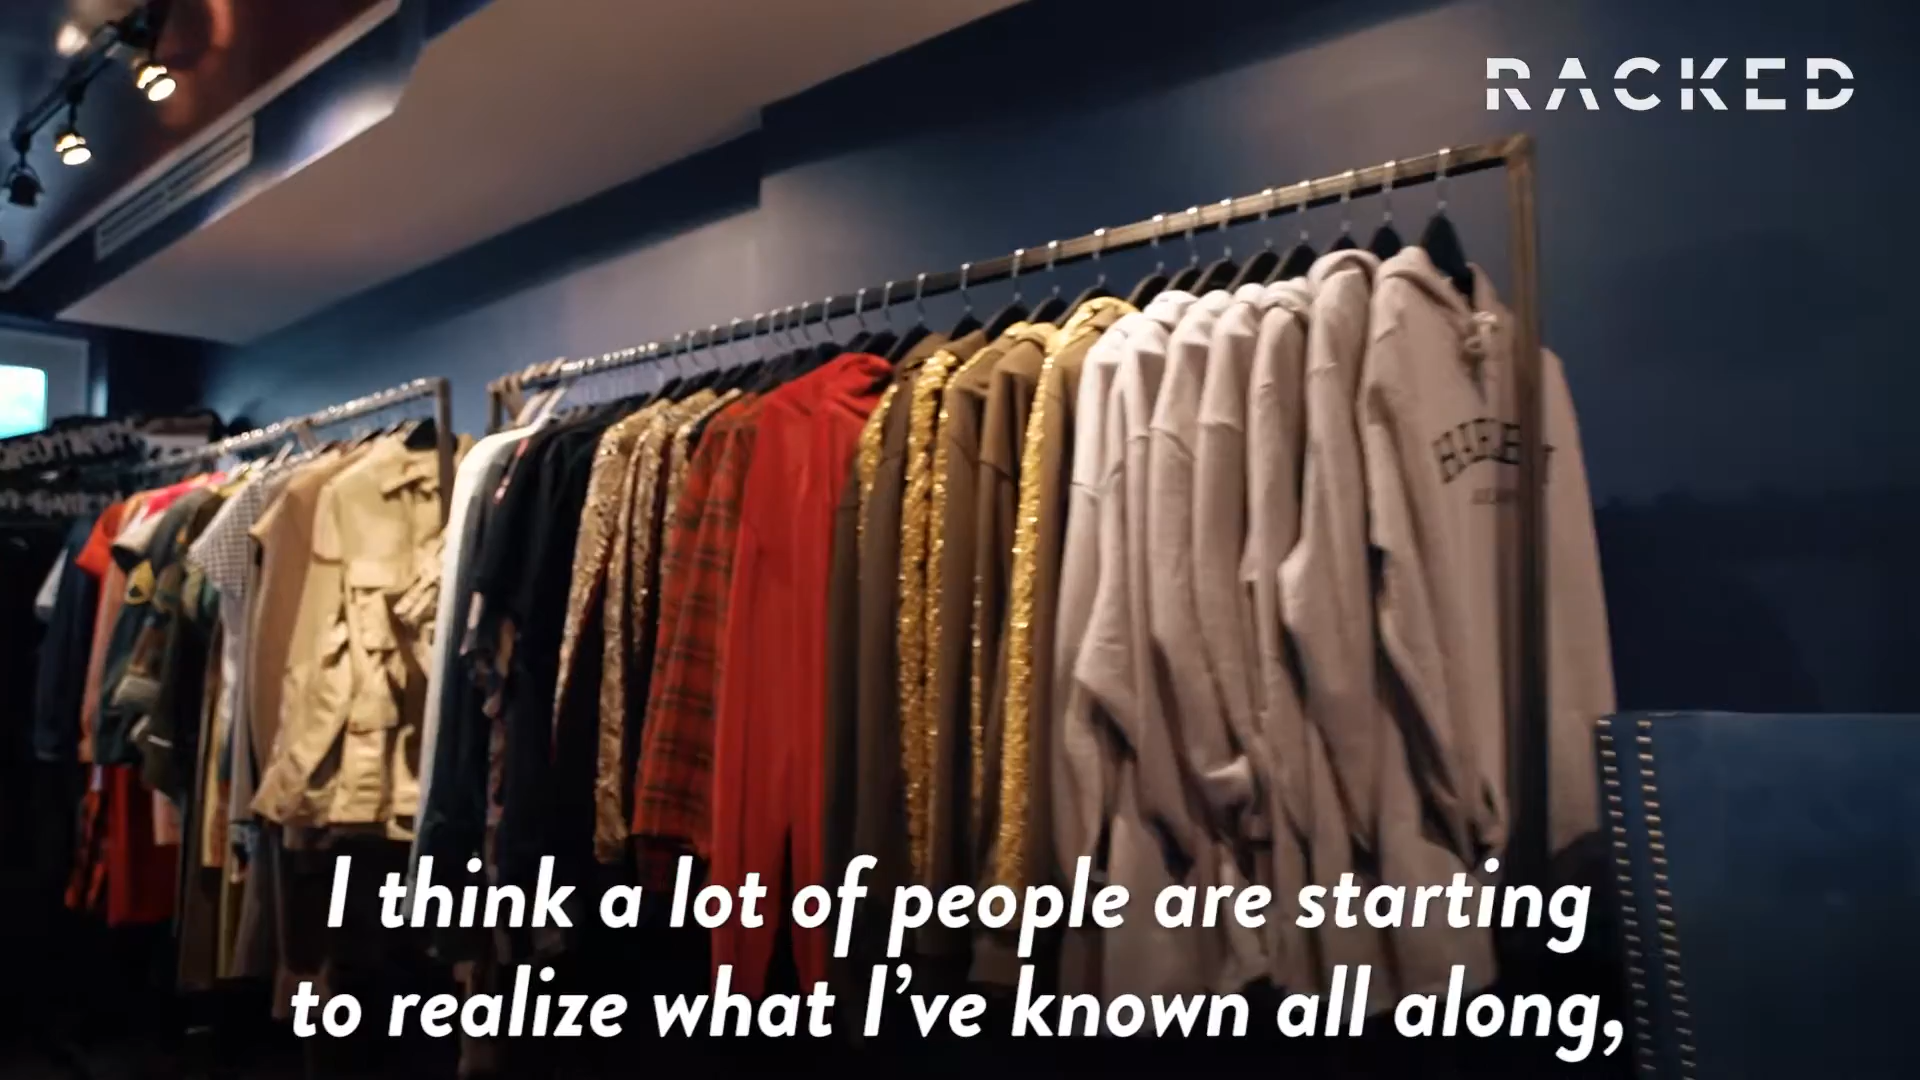 RACKED
I think a lot of people are starting
to realize what I’ve known all along,